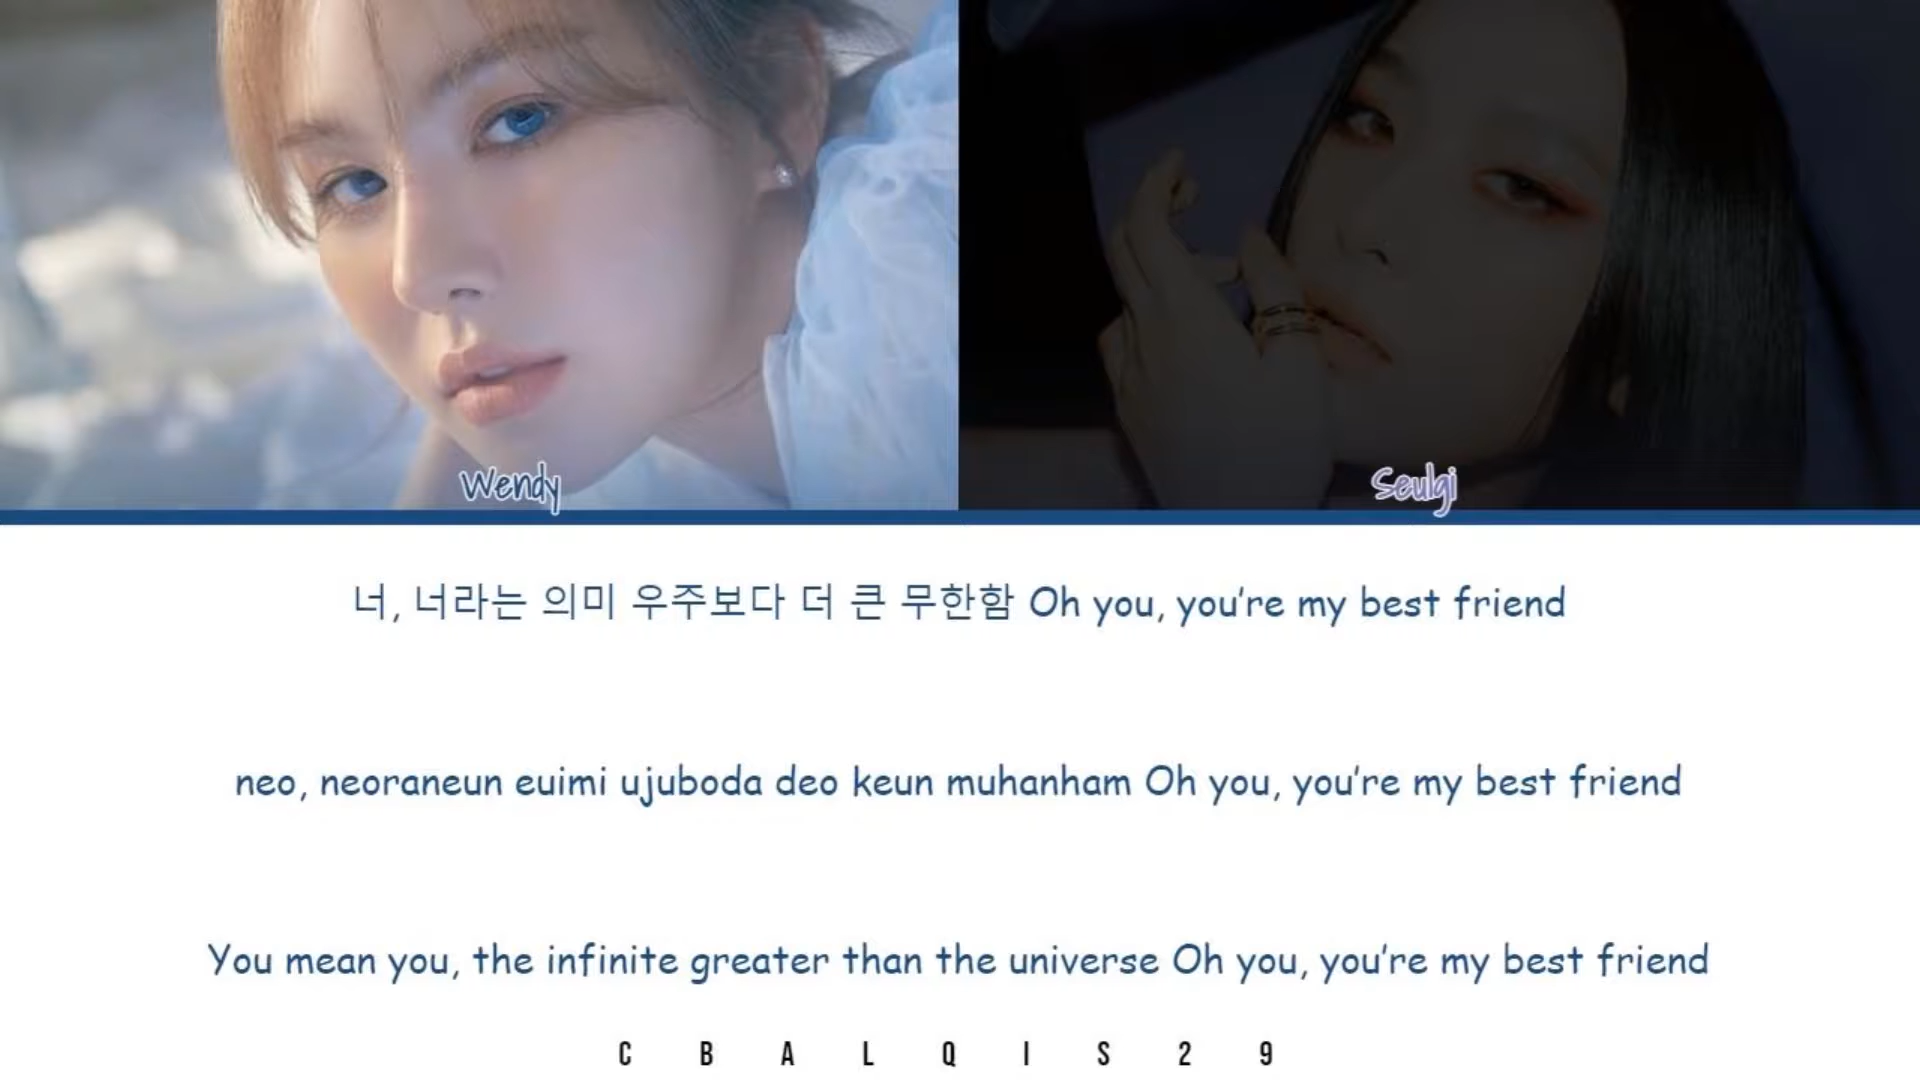 Wendy
Seulgi
너, 너라는 의미 우주보다 더 큰 무한함 Oh you, you're my best friend
neo, neoraneun euimi ujuboda deo keun muhanham Oh you, you're my best friend
You mean you, the infinite greater than the universe Oh you, you're my best friend
C B A L Q I S 2 9